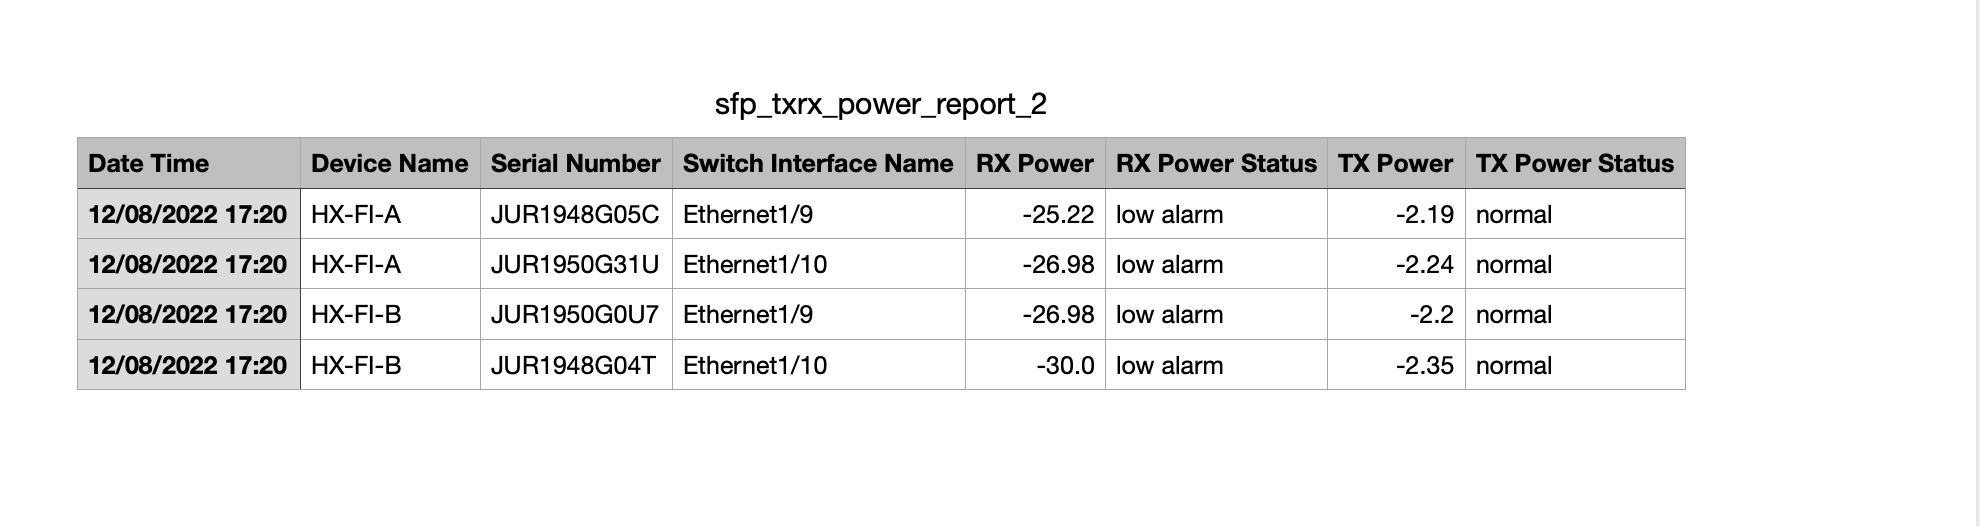 sfp_txrx_power_report_2
Date Time Device Name Serial Number Switch Interface Name RX Power RX Power Status TX Power TX Power Status
12/08/2022 17:20 HX-FI-A JUR1948G05C Ethernet1/9 -25.22 low alarm -2.19 normal
12/08/2022 17:20 HX-FI-A JUR1950G31U Ethernet1/10 -26.98 low alarm -2.24 normal
12/08/2022 17:20 HX-FI-B JUR1950G0U7 Ethernet1/9 -26.98 low alarm -2.2 normal
12/08/2022 17:20 HX-FI-B JUR1948G04T Ethernet1/10 -30.0 low alarm -2.35 normal